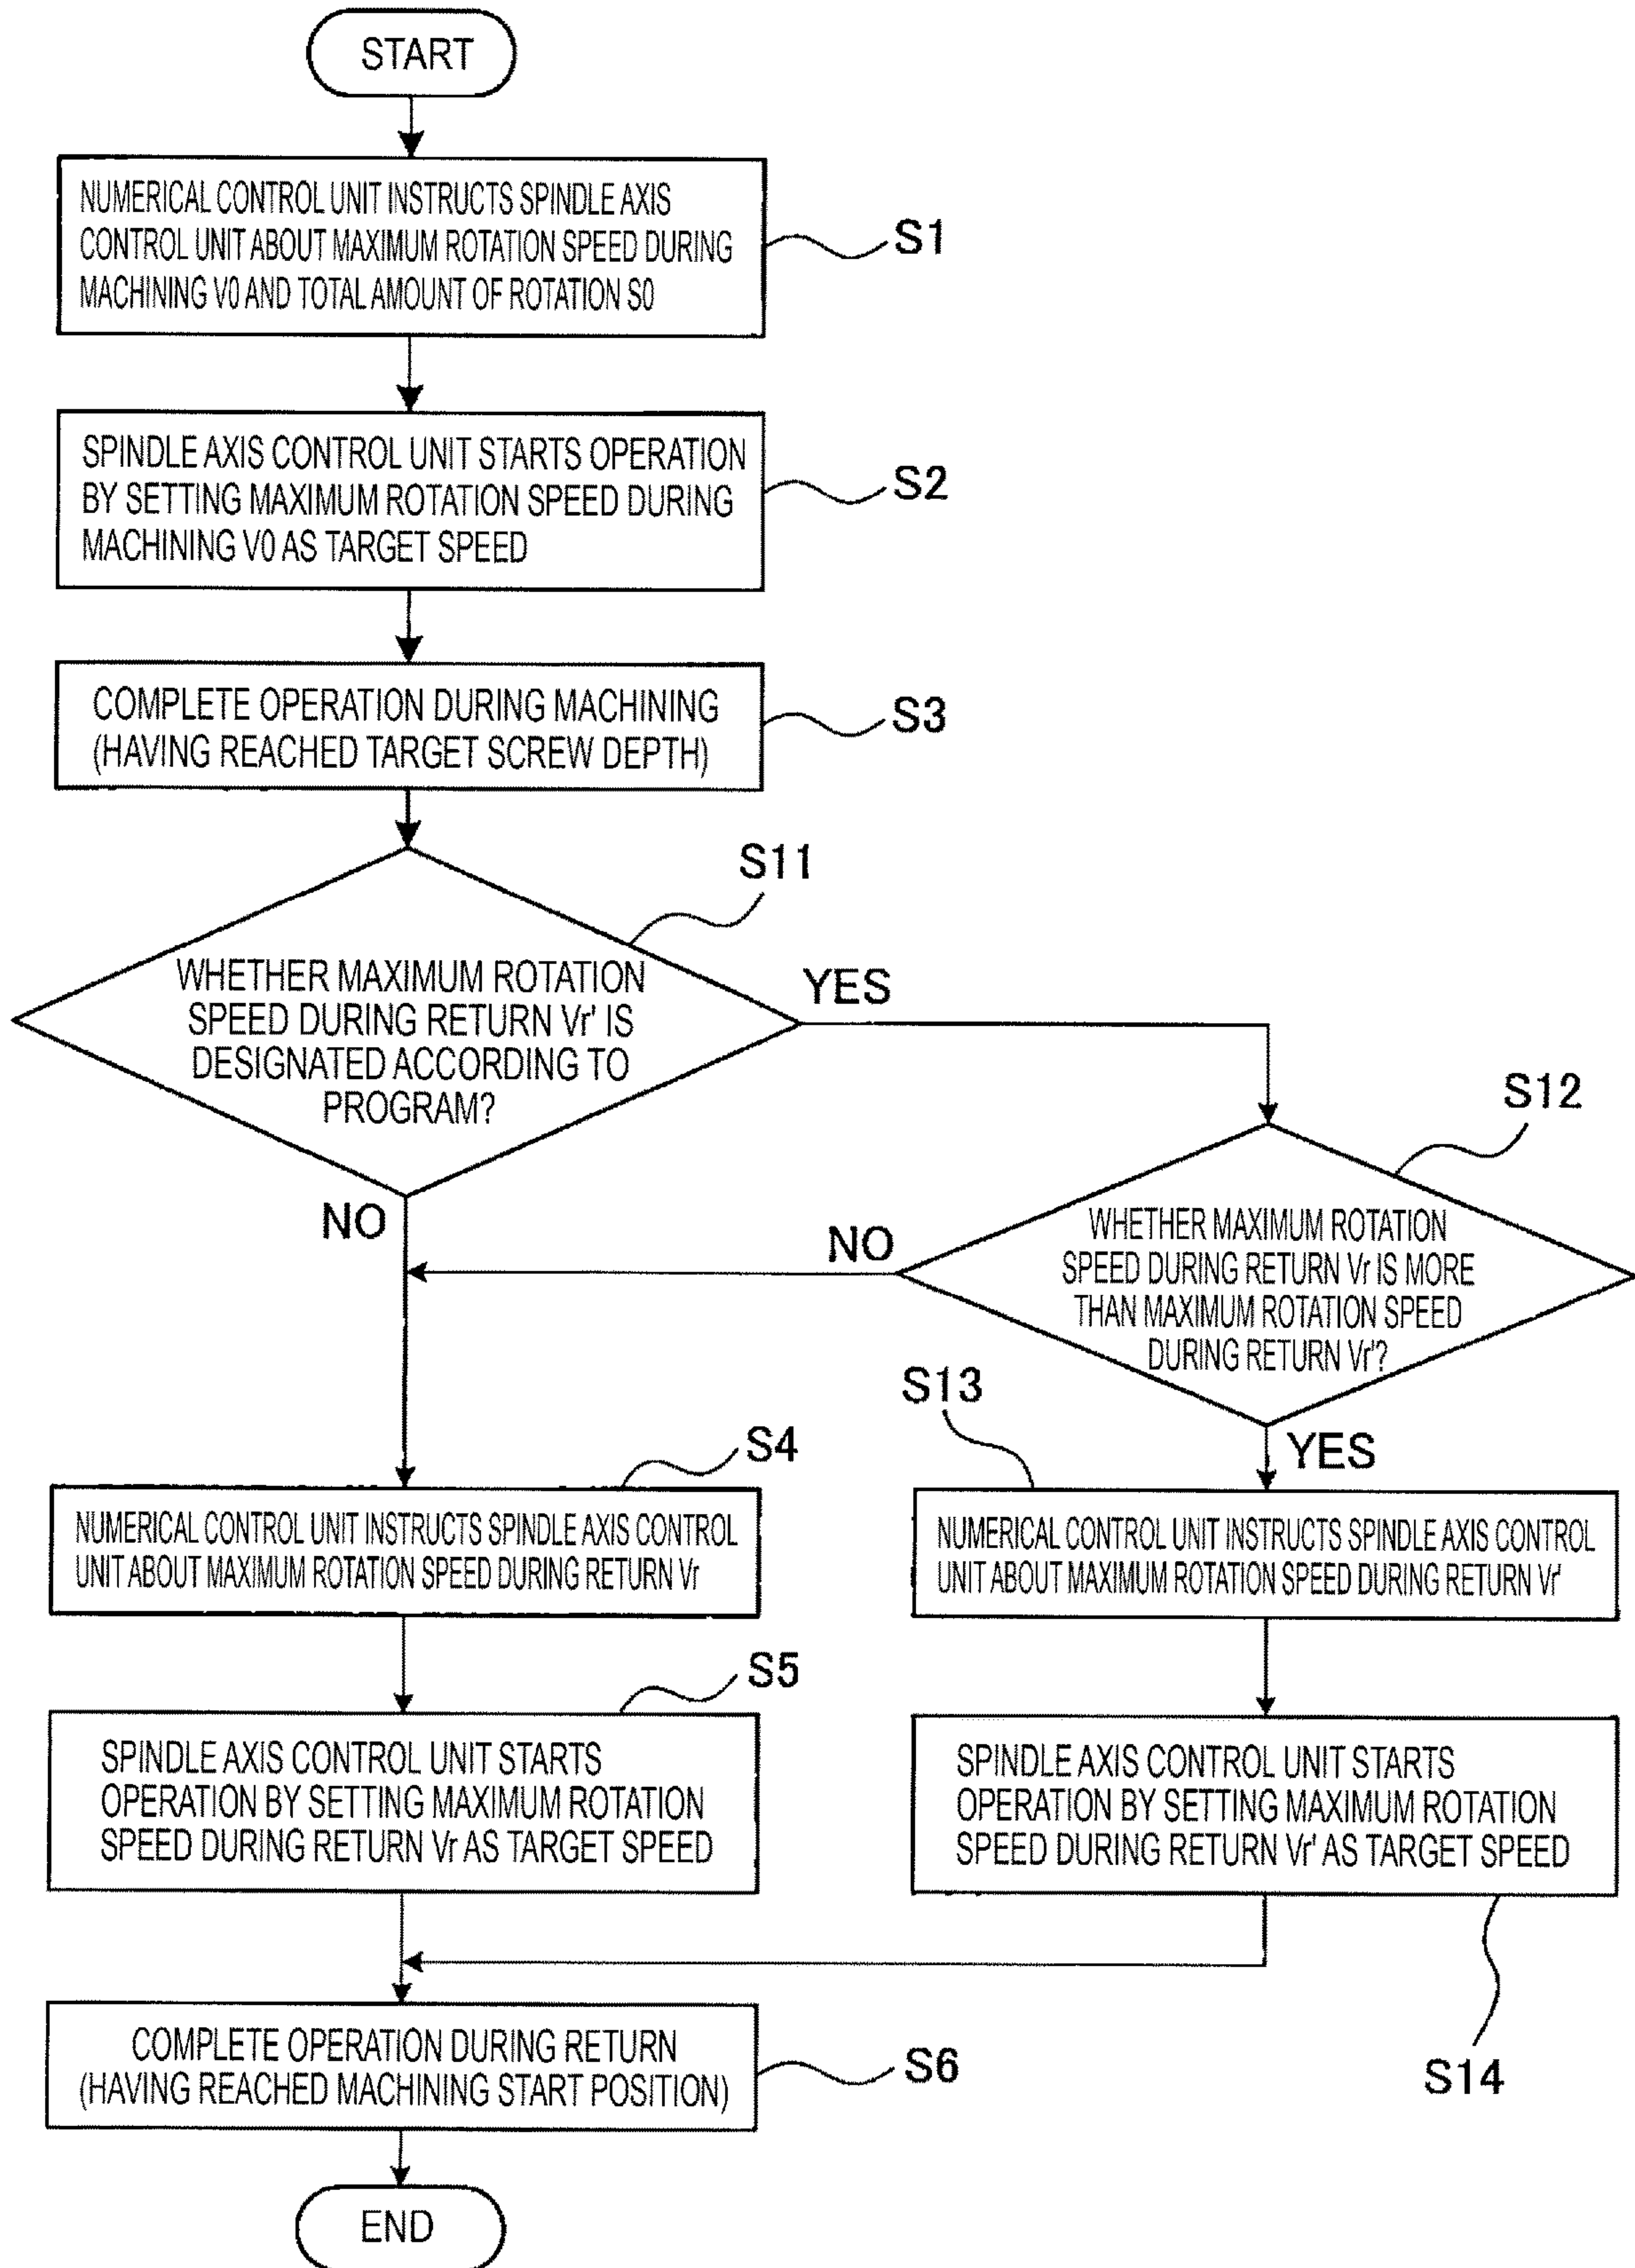 START
NUMERICAL CONTROL UNIT INSTRUCTS SPINDLE AXIS
CONTROL UNIT ABOUT MAXIMUM ROTATION SPEED DURING
MACHINING V0 AND TOTAL AMOUNT OF ROTATION S0
S1
SPINDLE AXIS CONTROL UNIT STARTS OPERATION
BY SETTING MAXIMUM ROTATION SPEED DURING
MACHINING V0 AS TARGET SPEED
S2
COMPLETE OPERATION DURING MACHINING
(HAVING REACHED TARGET SCREW DEPTH)
S3
S11
WHETHER MAXIMUM ROTATION
SPEED DURING RETURN Vr' IS
DESIGNATED ACCORDING TO
PROGRAM?
YES
NO
S12
WHETHER MAXIMUM ROTATION
SPEED DURING RETURN Vr IS MORE
THAN MAXIMUM ROTATION SPEED
DURING RETURN Vr'?
NO
YES
S4
NUMERICAL CONTROL UNIT INSTRUCTS SPINDLE AXIS CONTROL
UNIT ABOUT MAXIMUM ROTATION SPEED DURING RETURN Vr
S13
NUMERICAL CONTROL UNIT INSTRUCTS SPINDLE AXIS CONTROL
UNIT ABOUT MAXIMUM ROTATION SPEED DURING RETURN Vr'
S5
SPINDLE AXIS CONTROL UNIT STARTS
OPERATION BY SETTING MAXIMUM ROTATION
SPEED DURING RETURN Vr AS TARGET SPEED
SPINDLE AXIS CONTROL UNIT STARTS
OPERATION BY SETTING MAXIMUM ROTATION
SPEED DURING RETURN Vr' AS TARGET SPEED
S14
COMPLETE OPERATION DURING RETURN
(HAVING REACHED MACHINING START POSITION)
S6
END